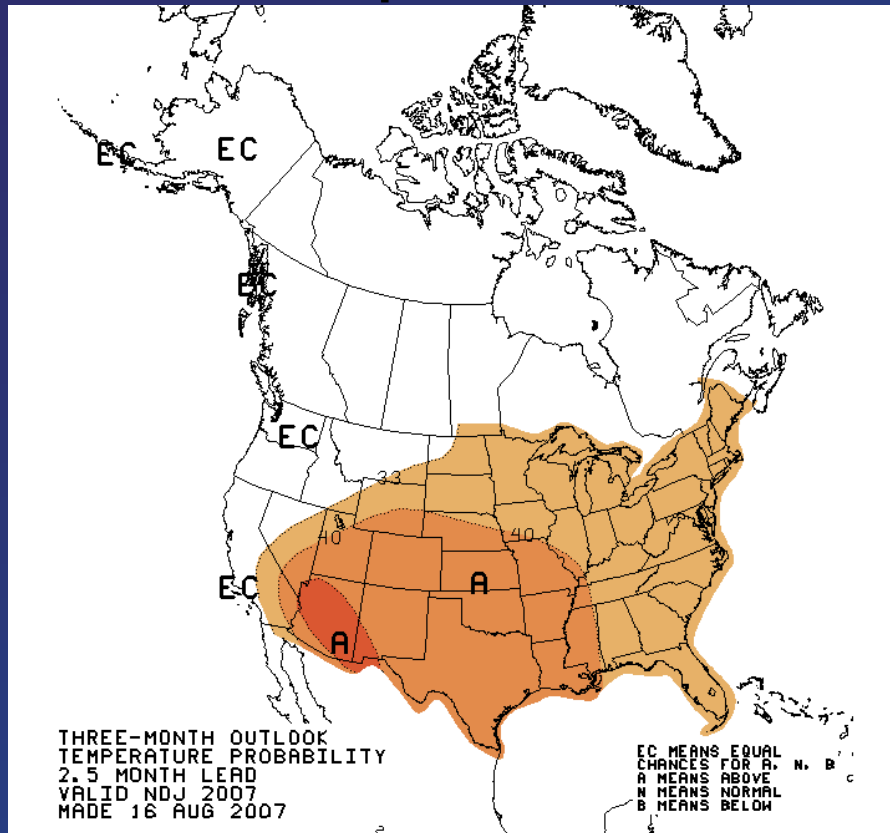 EC
EC
EC
EC
33
40
40
A
EC
A
THREE-MONTH OUTLOOK
TEMPERATURE PROBABILITY
2.5 MONTH LEAD
VALID NDJ 2007
MADE 16 AUG 2007
EC MEANS EQUAL
CHANCES FOR A, N, B
A MEANS ABOVE
N MEANS NORMAL
B MEANS BELOW